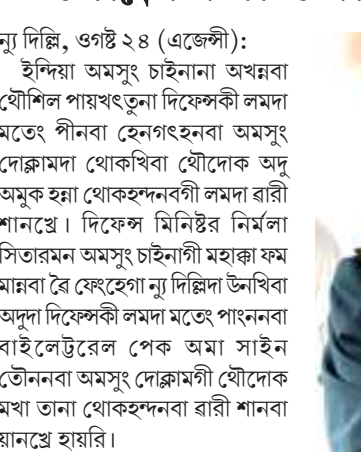 ন্যু দিল্লি, ওগষ্ট ২৪ (এজেন্সী):
ইন্দিয়া অমসুং চাইনানা অখন্নবা
থৌশিল পায়খৎতুনা দিফেন্সকী লমদা
মতেং পীনবা হেনগৎহনবা অমসুং
দোক্লামদা থোকখিবা থৌদোক অদু
অমুক হন্না থোকহন্দনবগী লমদা ৱারী
শানখ্রে। দিফেন্স মিনিষ্টর নির্মলা
সিতারমন অমসুং চাইনাগী মহাক্কা ফম
মান্নবা ৱৈ ফেংহেগা ন্যু দিল্লিদা উনখিবা
অদুদা দিফেন্সকী লমদা মতেং পাংননবা
বাইলেট্রেল পেক অমা সাইন
তৌননবা অমসুং দোক্লামগী থৌদোক
মখা তানা থোকহন্দনবা ৱারী শানবা
য়ানখ্রে হায়রি।